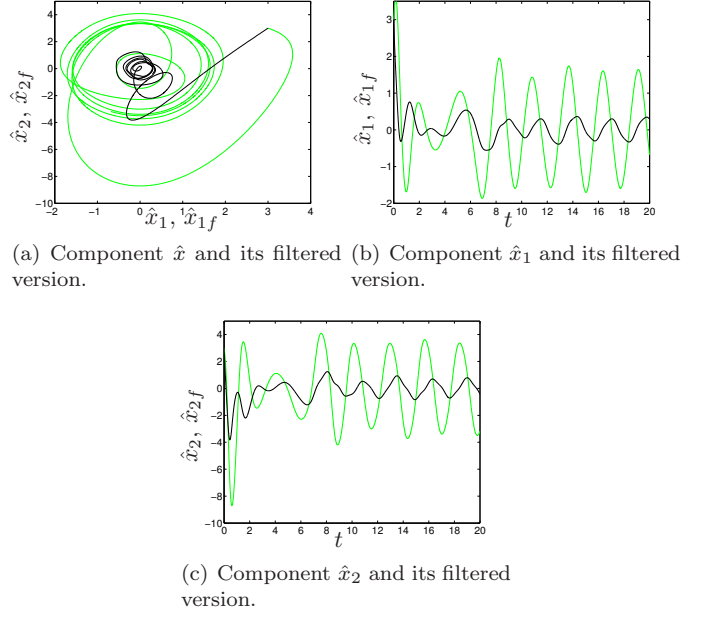 4
2
0
−2
−4
−6
−8
−10
−2 −1 0 1 2 3 4
x̂₂, x̂₂f
x̂₁, x̂₁f
3
2
1
0
−1
−2
0 2 4 6 8 10 12 14 16 18 20
x̂₁, x̂₁f
t
(a) Component x̂ and its filtered version.
(b) Component x̂₁ and its filtered version.
4
2
0
−2
−4
−6
−8
−10
0 2 4 6 8 10 12 14 16 18 20
x̂₂, x̂₂f
t
(c) Component x̂₂ and its filtered
version.